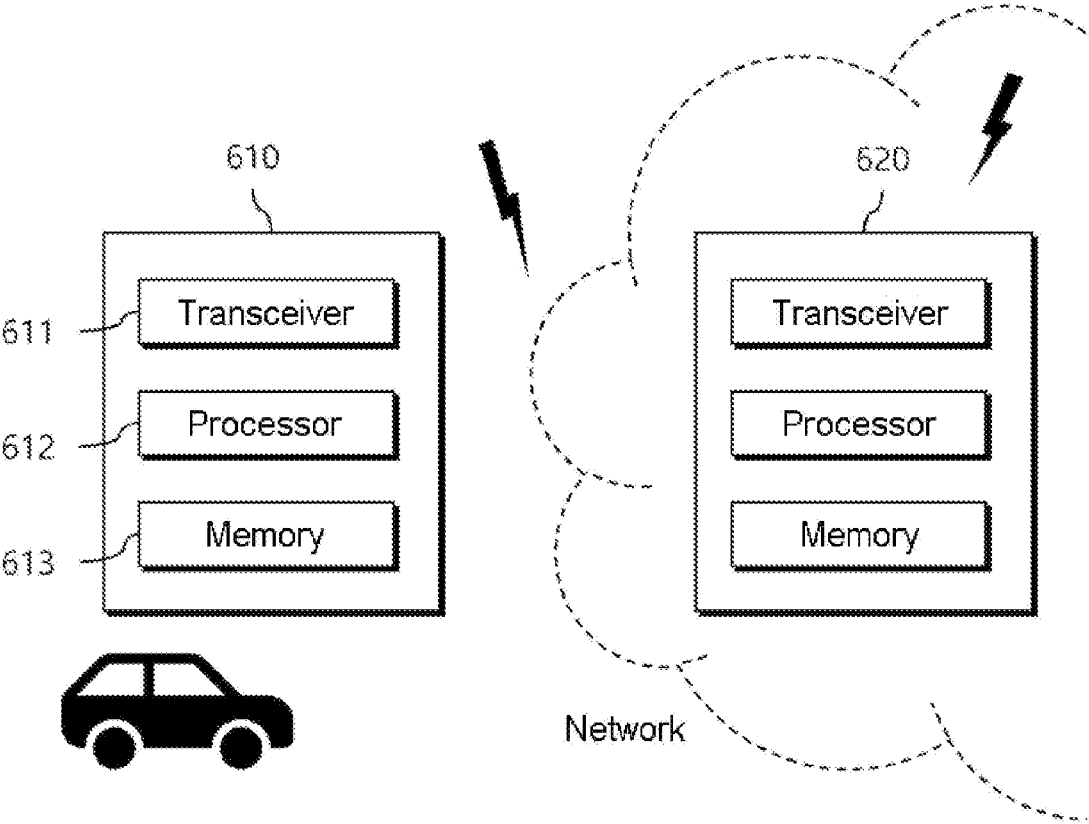 610
620
611
Transceiver
Transceiver
612
Processor
Processor
613
Memory
Memory
Network